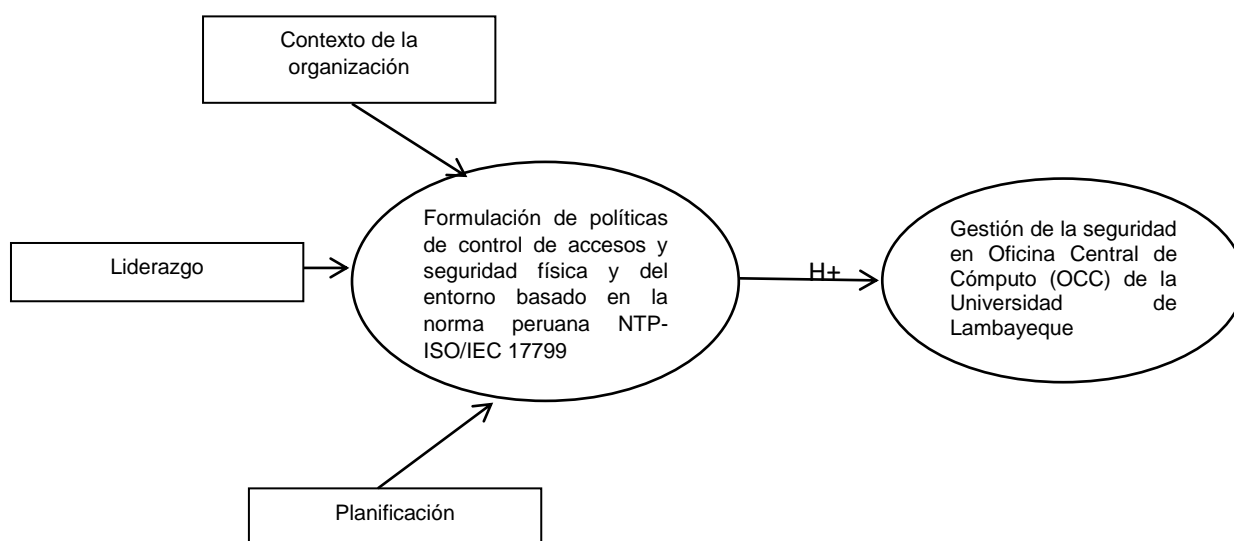 Contexto de la
organización
Formulación de políticas
de control de accesos y
seguridad física y del
entorno basado en la
norma peruana NTP-
ISO/IEC 17799
Liderazgo
H+
Gestión de la seguridad
en Oficina Central de
Cómputo (OCC) de la
Universidad de
Lambayeque
Planificación